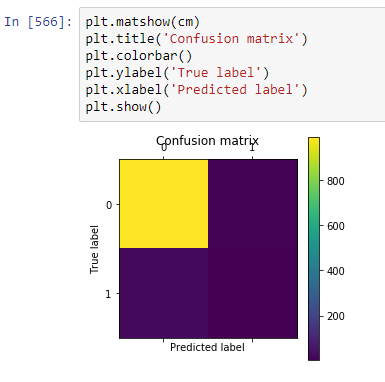 In [566]: plt.matshow(cm)
plt.title('Confusion matrix')
plt.colorbar()
plt.ylabel('True label')
plt.xlabel('Predicted label')
plt.show()
Confusion matrix
0 1
0
1
True label
Predicted label
800
600
400
200